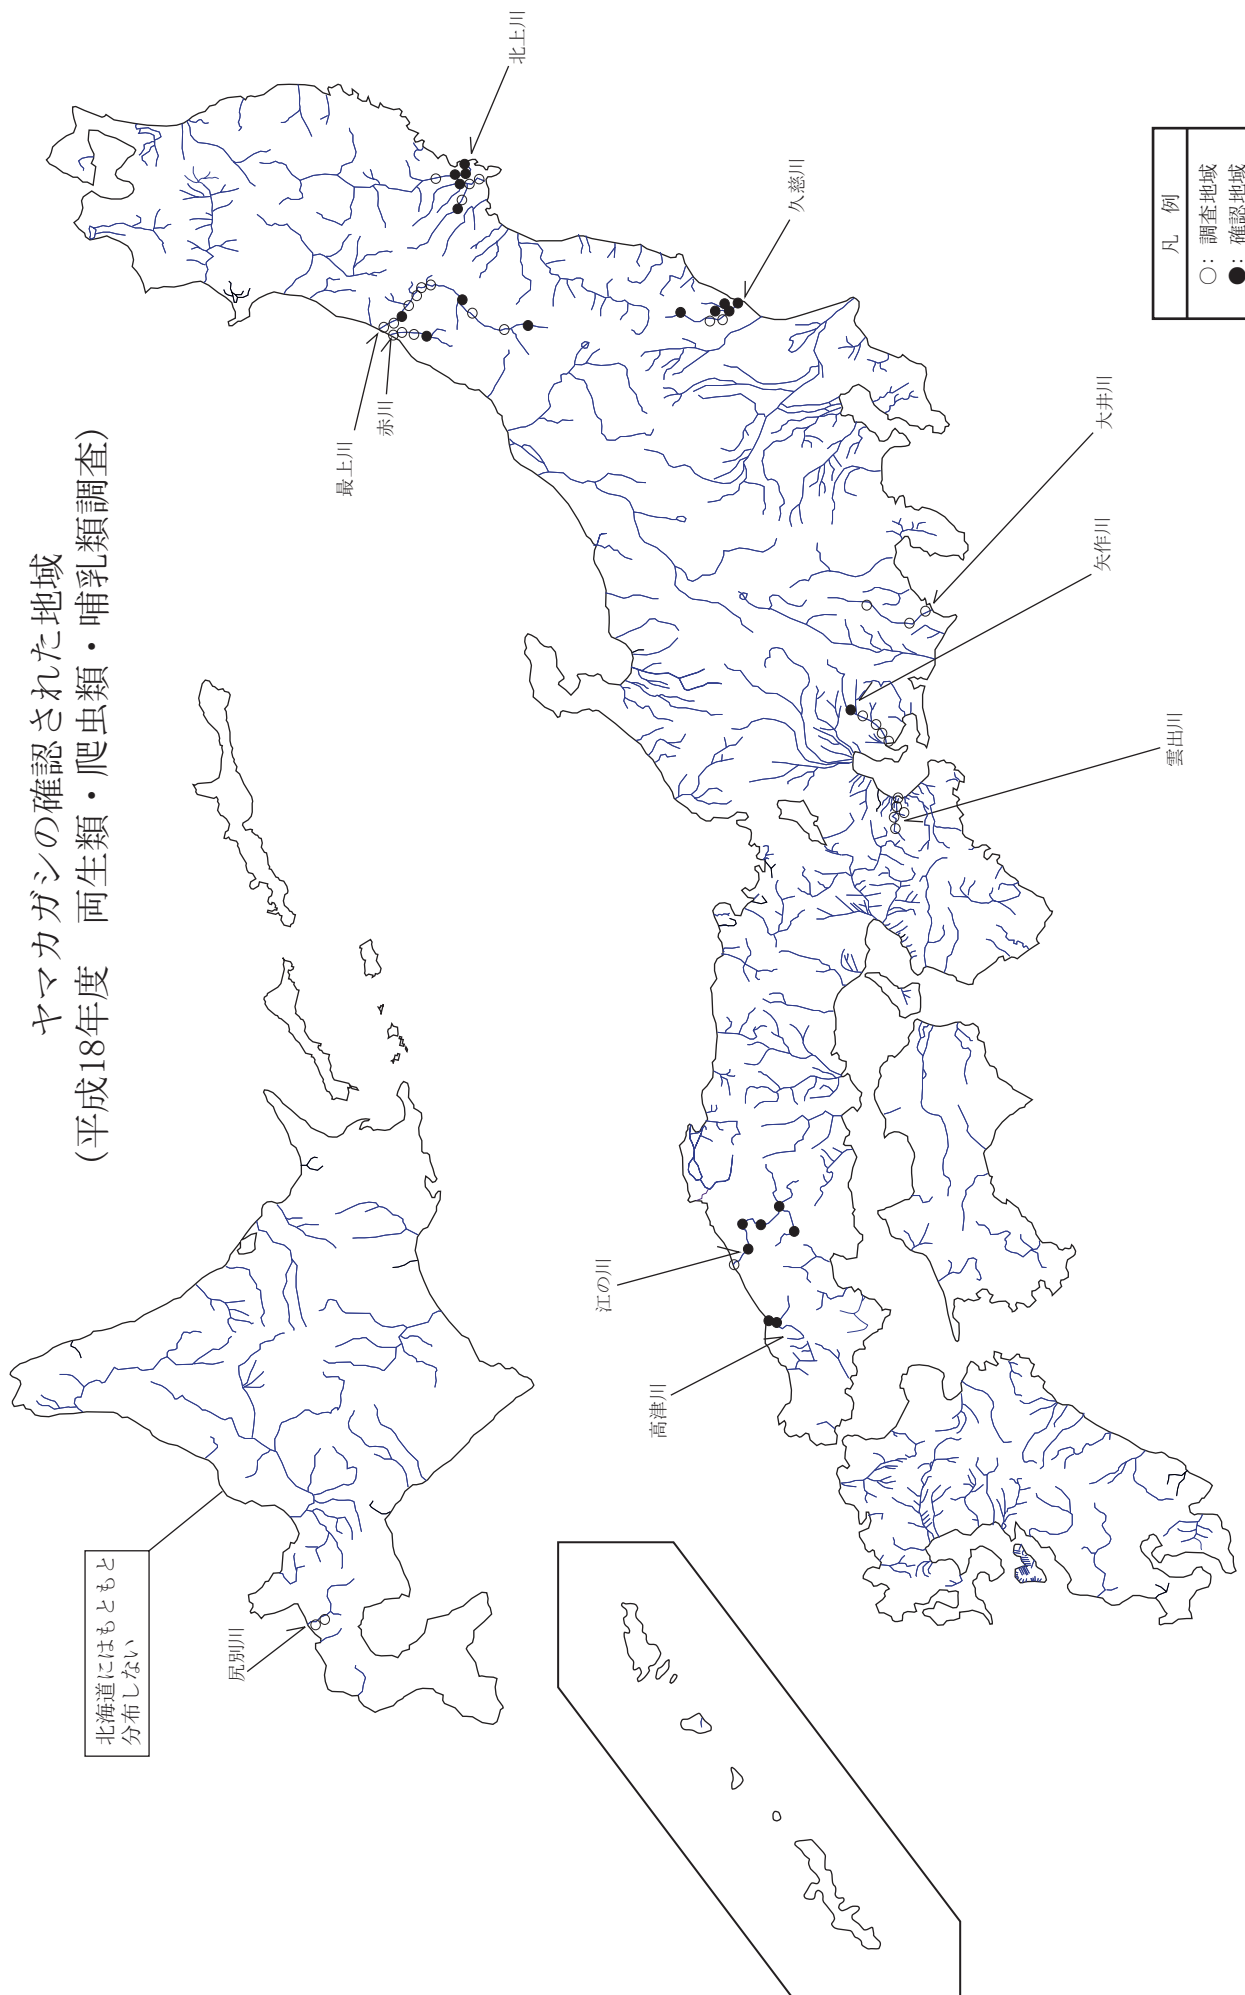 ヤマカガシの確認された地域
(平成18年度　両生類・爬虫類・哺乳類調査)
北海道にはもともと
分布しない
尻別川
最上川
赤川
北上川
久慈川
大井川
矢作川
雲出川
江の川
高津川
凡　例
○：調査地域
●：確認地域